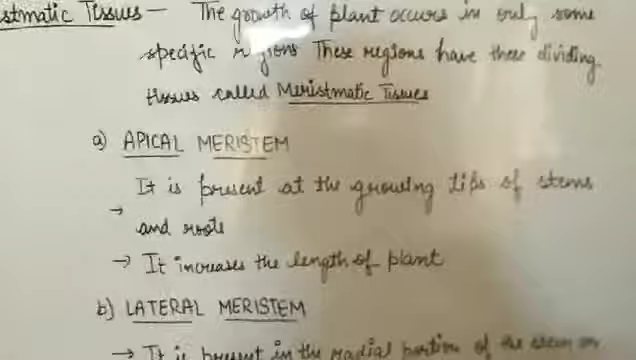 stmatic Tissues — The growth of plant occurs in only some
specific regions These regions have these dividing
tissues called Meristmatic Tissues
a) APICAL MERISTEM
It is present at the growing tips of stems
→
and roots
→ It increases the length of plant
b) LATERAL MERISTEM
→ It is present in the radial portion of the stem or